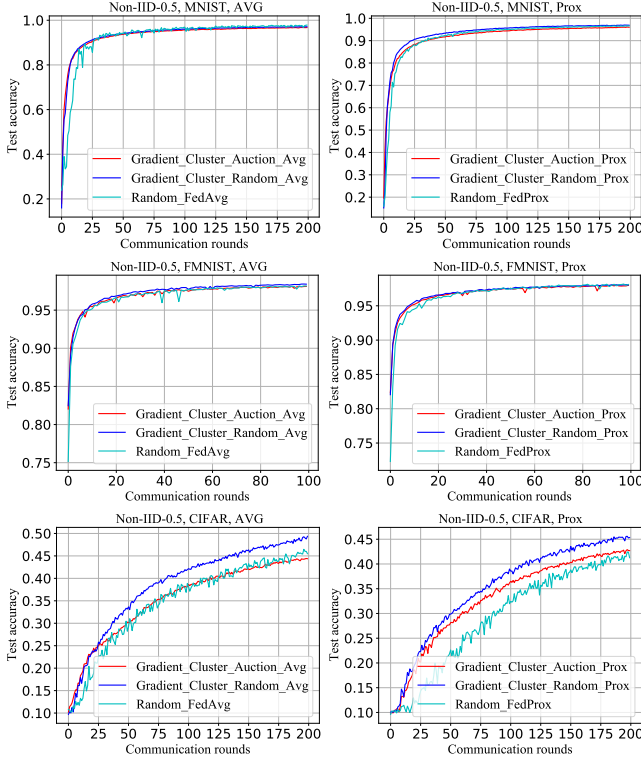 Non-IID-0.5, MNIST, AVG
Test accuracy
1.0
0.8
0.6
0.4
0.2
Gradient_Cluster_Auction_Avg
Gradient_Cluster_Random_Avg
Random_FedAvg
0 25 50 75 100 125 150 175 200
Communication rounds
Non-IID-0.5, MNIST, Prox
Test accuracy
1.0
0.9
0.8
0.7
0.6
0.5
0.4
0.3
0.2
Gradient_Cluster_Auction_Prox
Gradient_Cluster_Random_Prox
Random_FedProx
0 25 50 75 100 125 150 175 200
Communication rounds
Non-IID-0.5, FMNIST, AVG
Test accuracy
0.95
0.90
0.85
0.80
0.75
Gradient_Cluster_Auction_Avg
Gradient_Cluster_Random_Avg
Random_FedAvg
0 20 40 60 80 100
Communication rounds
Non-IID-0.5, FMNIST, Prox
Test accuracy
0.95
0.90
0.85
0.80
0.75
Gradient_Cluster_Auction_Prox
Gradient_Cluster_Random_Prox
Random_FedProx
0 20 40 60 80 100
Communication rounds
Non-IID-0.5, CIFAR, AVG
Test accuracy
0.50
0.45
0.40
0.35
0.30
0.25
0.20
0.15
0.10
Gradient_Cluster_Auction_Avg
Gradient_Cluster_Random_Avg
Random_FedAvg
0 25 50 75 100 125 150 175 200
Communication rounds
Non-IID-0.5, CIFAR, Prox
Test accuracy
0.45
0.40
0.35
0.30
0.25
0.20
0.15
0.10
Gradient_Cluster_Auction_Prox
Gradient_Cluster_Random_Prox
Random_FedProx
0 25 50 75 100 125 150 175 200
Communication rounds